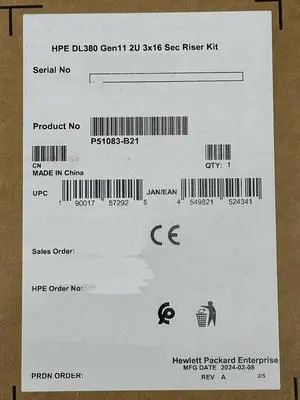 HPE DL380 Gen11 2U 3x16 Sec Riser Kit
Serial No
Product No
P51083-B21
CN
MADE IN CHINA
QTY: 1
UPC
1 90017 57292 5
JAN/EAN
4 549821 524341
CE
Sales Order:
HPE Order No:
Hewlett Packard Enterprise
MFG DATE 2024-02-08
PRDN ORDER:
REV A
2/5